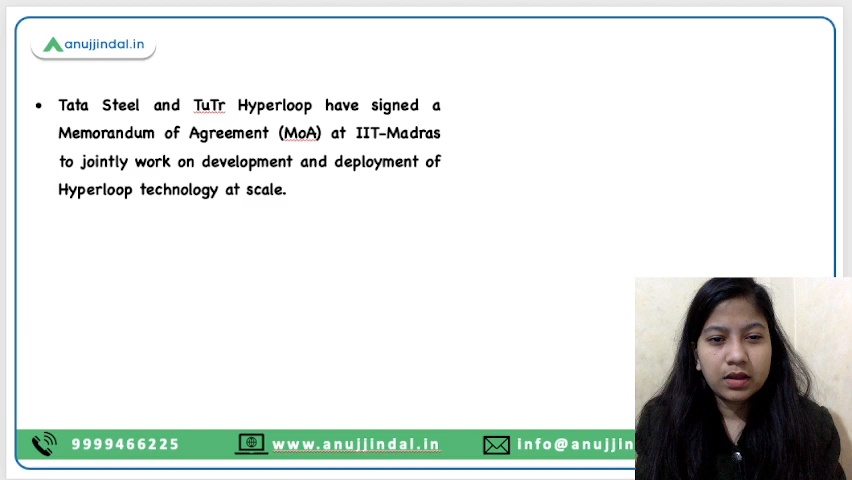 anujjindal.in
• Tata Steel and TuTr Hyperloop have signed a
Memorandum of Agreement (MoA) at IIT-Madras
to jointly work on development and deployment of
Hyperloop technology at scale.
9999466225 www.anujjindal.in info@anujjin